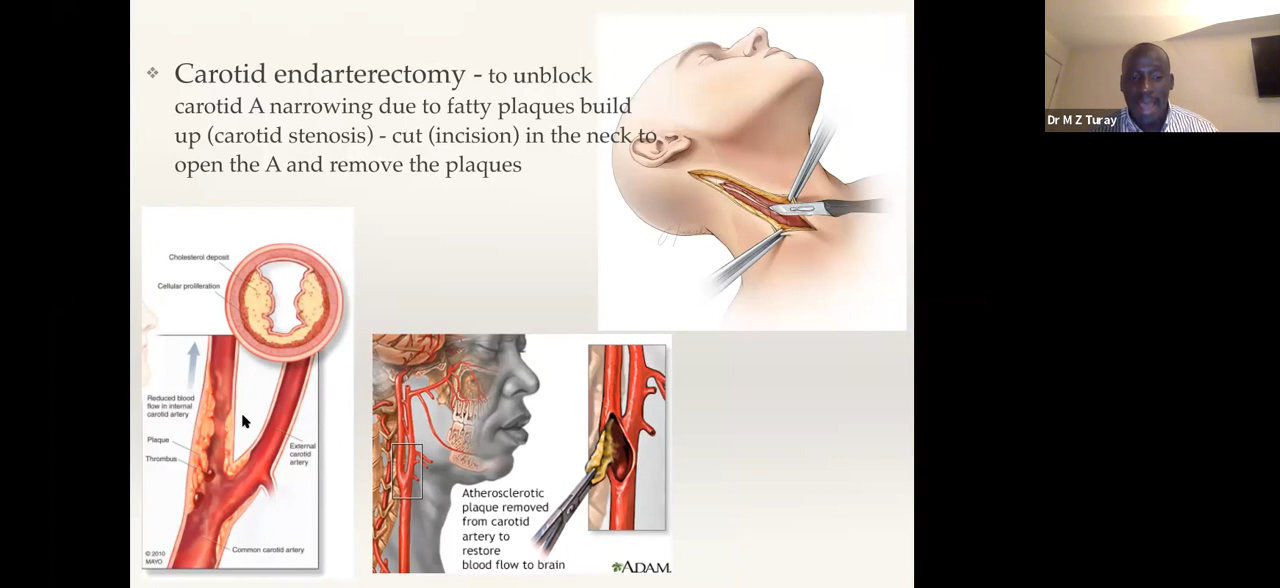 Carotid endarterectomy - to unblock
carotid A narrowing due to fatty plaques build
up (carotid stenosis) - cut (incision) in the neck to
open the A and remove the plaques
Dr M Z Turay
Cholesterol deposit
Cellular proliferation
Reduced blood
flow in internal
carotid artery
Plaque
Thrombus
External
carotid
artery
Common carotid artery
© 2010
MAYO
Atherosclerotic
plaque removed
from carotid
artery to
restore
blood flow to brain
ADAM.